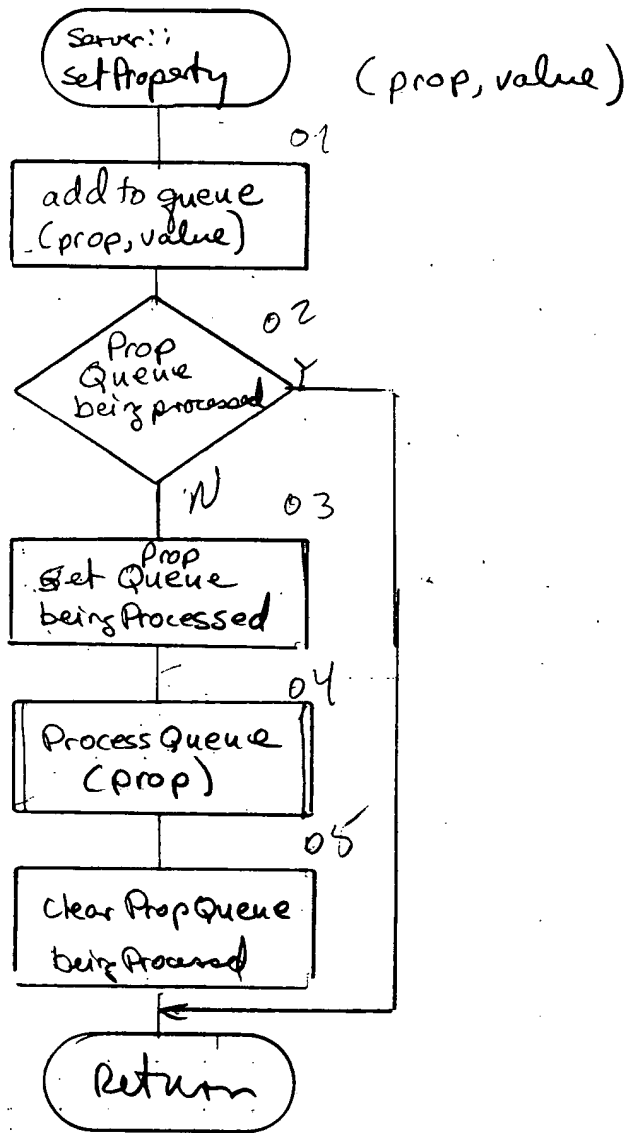 Server::
setProperty
(prop, value)
01
add to queue
(prop, value)
02
Prop
Queue
being processed
Y
N
03
Prop
set Queue
being Processed
04
Process Queue
(prop)
05
Clear Prop Queue
being Processed
Return